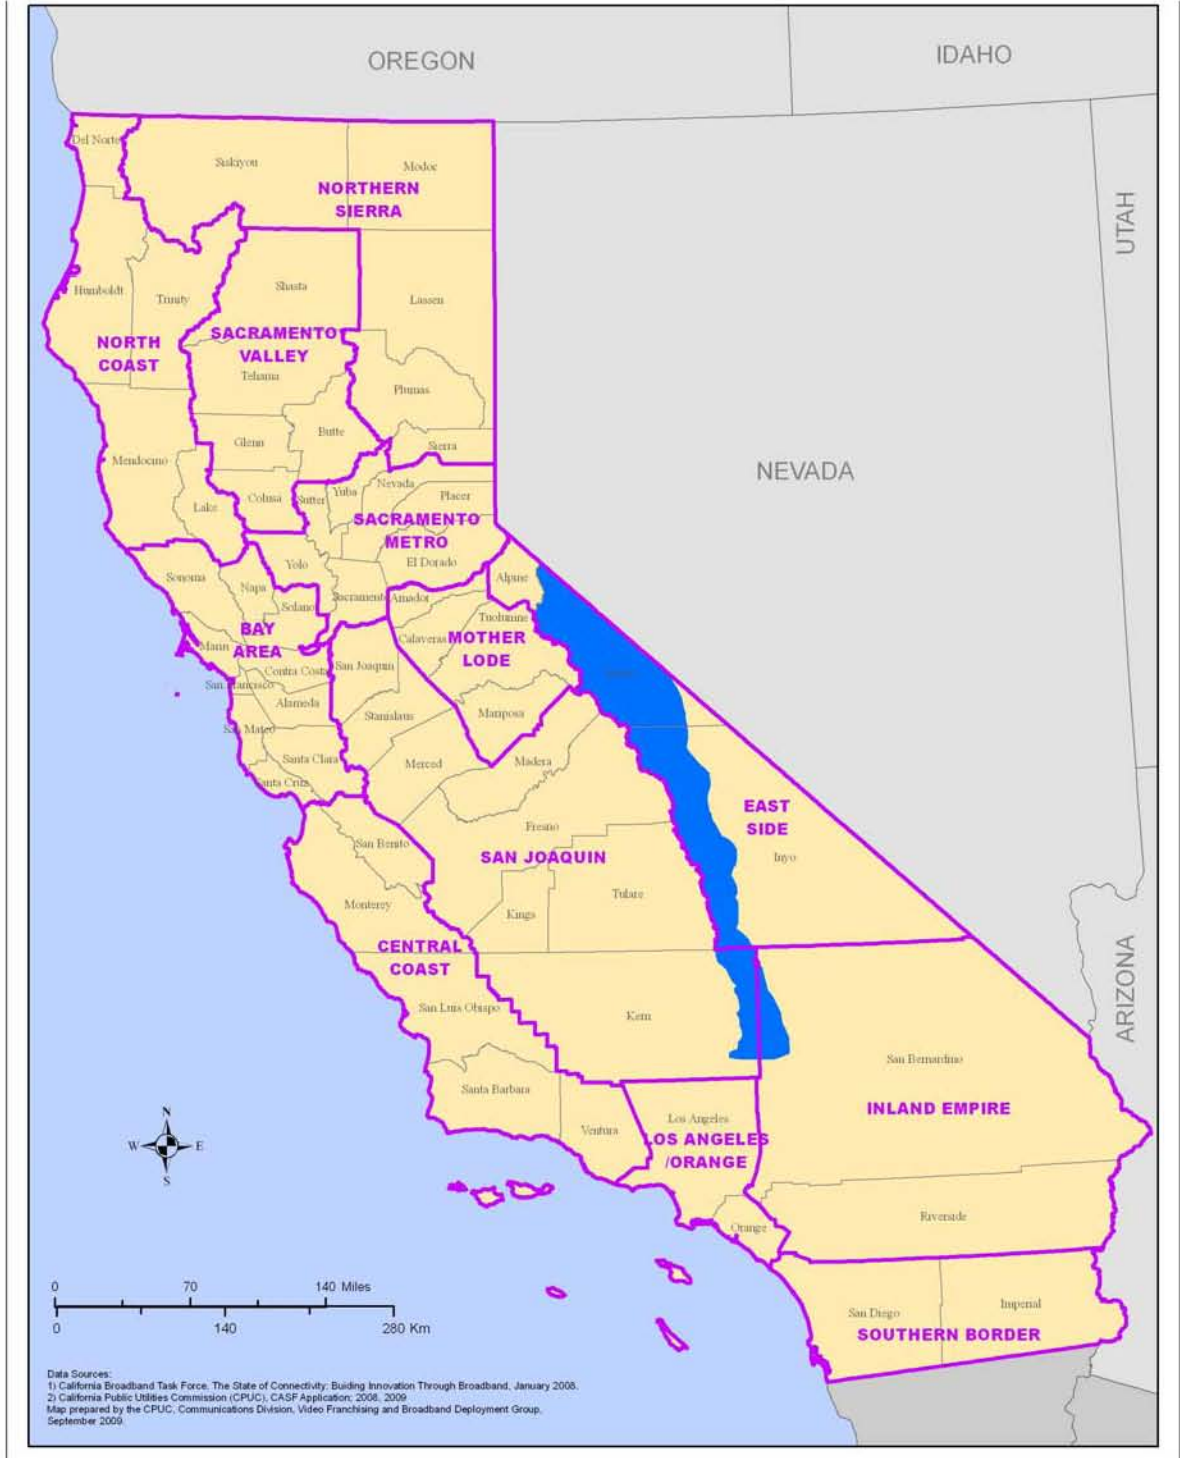 OREGON
IDAHO
Del Norte
Siskiyou
Modoc
NORTHERN
SIERRA
UTAH
Humboldt
Trinity
Shasta
Lassen
NORTH
COAST
SACRAMENTO
VALLEY
Tehama
Plumas
Glenn
Butte
Sierra
Mendocino
NEVADA
Lake
Colusa
Sutter
Yuba
Nevada
Placer
SACRAMENTO
METRO
El Dorado
Sonoma
Napa
Yolo
Alpine
Solano
Sacramento
Amador
Tuolumne
BAY
AREA
Marin
Calaveras
MOTHER
LODE
Contra Costa
San Joaquin
San Francisco
Alameda
Stanislaus
Mariposa
San Mateo
Santa Clara
Merced
Madera
Santa Cruz
EAST
SIDE
Fresno
San Benito
SAN JOAQUIN
Inyo
Monterey
Kings
Tulare
CENTRAL
COAST
ARIZONA
San Luis Obispo
Kern
San Bernardino
Santa Barbara
INLAND EMPIRE
Ventura
Los Angeles
LOS ANGELES
/ORANGE
N
W E
S
Orange
Riverside
San Diego
Imperial
SOUTHERN BORDER
0 70 140 Miles
0 140 280 Km
Data Sources:
1) California Broadband Task Force, The State of Connectivity: Buiding Innovation Through Broadband, January 2008.
2) California Public Utilities Commission (CPUC), CASF Application; 2008, 2009
Map prepared by the CPUC, Communications Division, Video Franchising and Broadband Deployment Group,
September 2009.